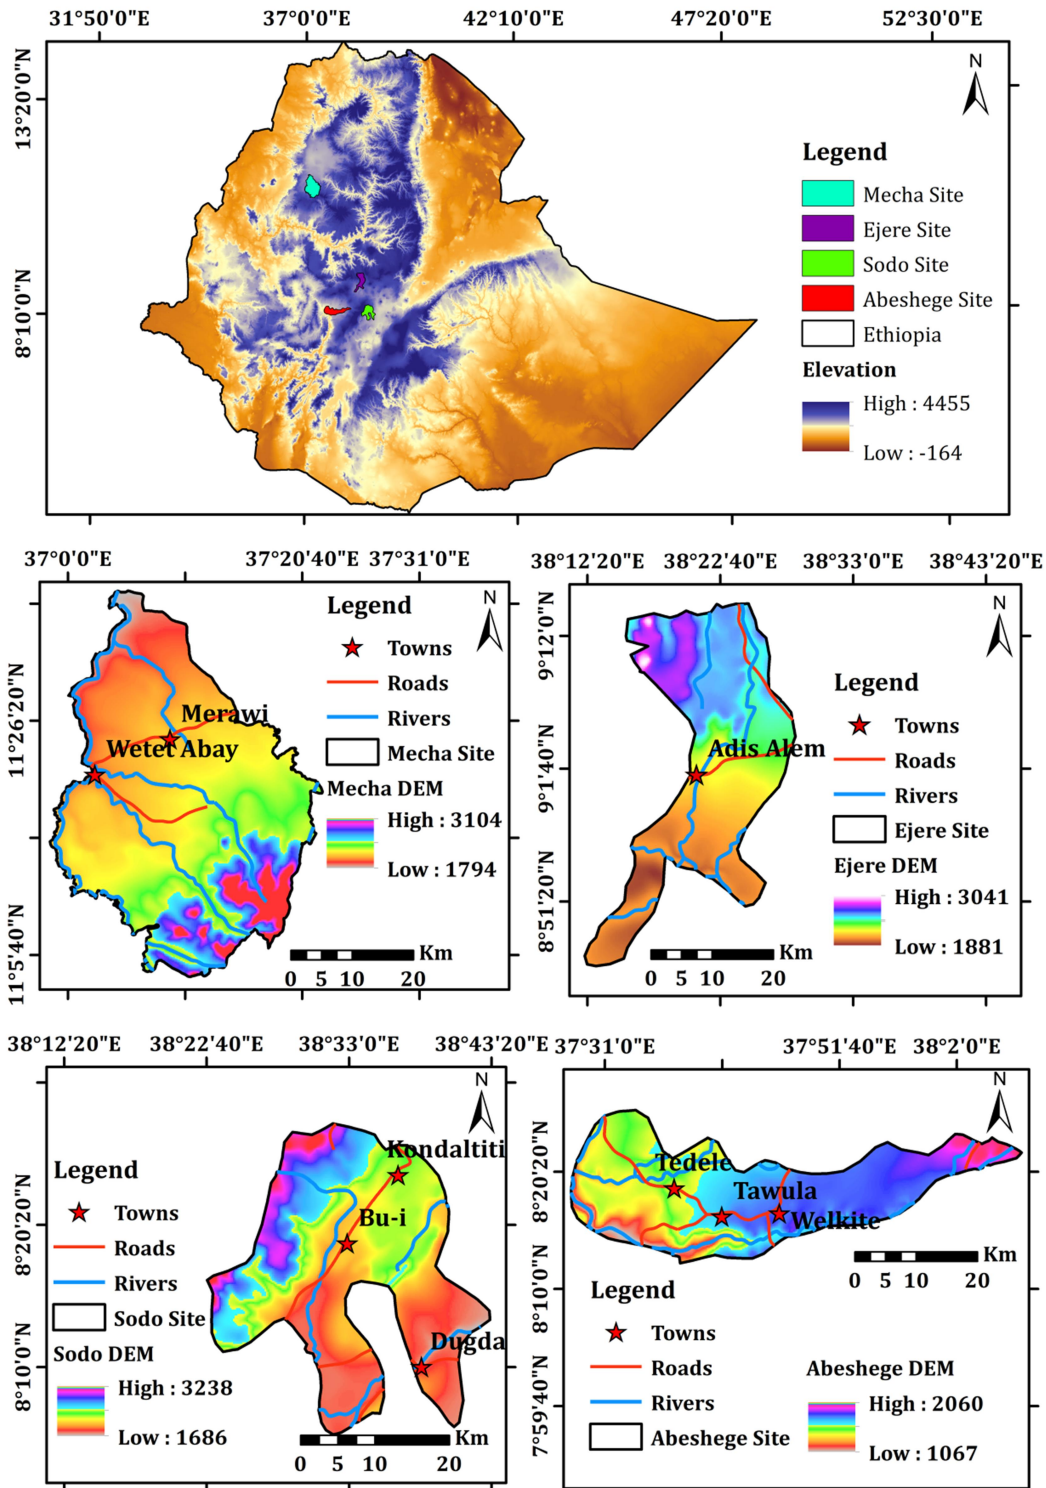 31°50'0"E 37°0'0"E 42°10'0"E 47°20'0"E 52°30'0"E
13°20'0"N
8°10'0"N
N
Legend
Mecha Site
Ejere Site
Sodo Site
Abeshege Site
Ethiopia
Elevation
High : 4455
Low : -164
37°0'0"E 37°20'40"E 37°31'0"E
11°26'20"N
11°5'40"N
N
Legend
Towns
Roads
Rivers
Mecha Site
Mecha DEM
High : 3104
Low : 1794
Merawi
Wetet Abay
Km
0 5 10 20
38°12'20"E 38°22'40"E 38°33'0"E 38°43'20"E
9°12'0"N
9°1'40"N
8°51'20"N
N
Legend
Towns
Roads
Rivers
Ejere Site
Ejere DEM
High : 3041
Low : 1881
Adis Alem
Km
0 5 10 20
38°12'20"E 38°22'40"E 38°33'0"E 38°43'20"E
8°20'20"N
8°10'0"N
N
Legend
Towns
Roads
Rivers
Sodo Site
Sodo DEM
High : 3238
Low : 1686
Kondaltiti
Bu-i
Dugda
Km
0 5 10 20
37°31'0"E 37°51'40"E 38°2'0"E
8°20'20"N
8°10'0"N
7°59'40"N
N
Tedele
Tawula
Welkite
Km
0 5 10 20
Legend
Towns
Roads
Rivers
Abeshege Site
Abeshege DEM
High : 2060
Low : 1067